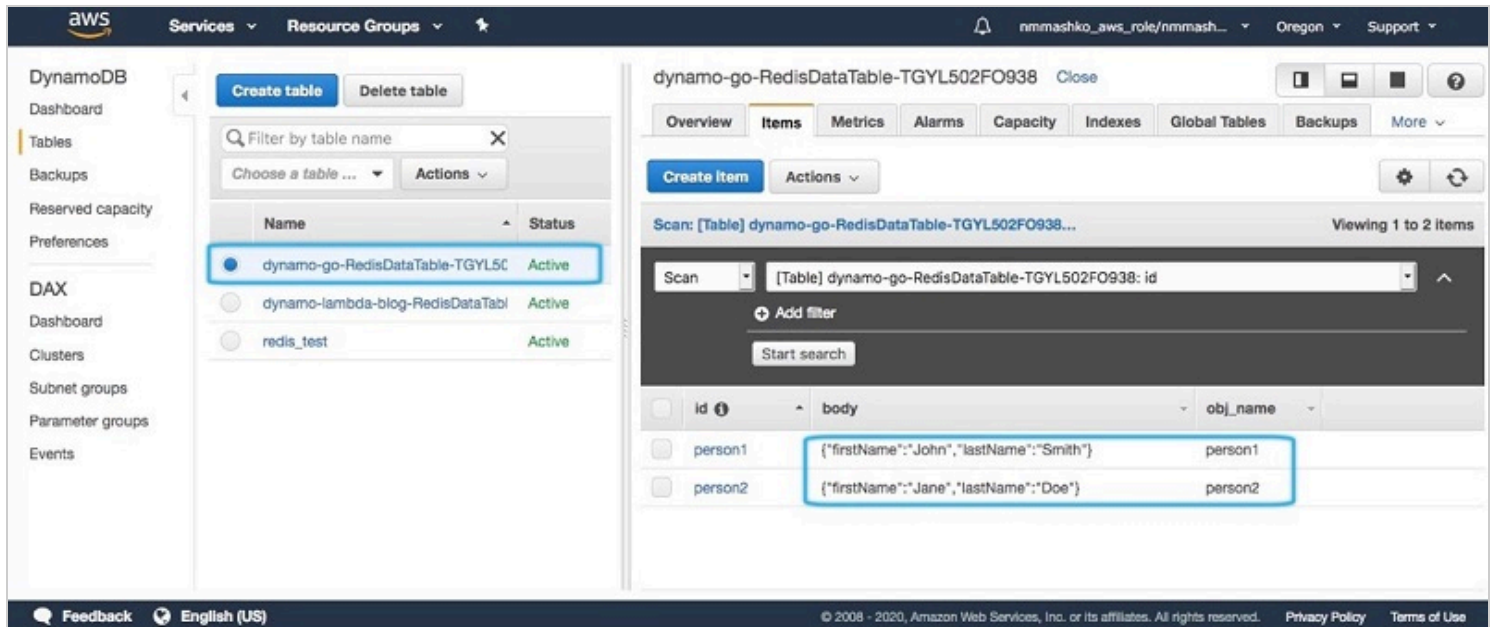 aws Services Resource Groups nmmashko_aws_role/nmmash... Oregon Support
DynamoDB
Dashboard
Tables
Backups
Reserved capacity
Preferences
DAX
Dashboard
Clusters
Subnet groups
Parameter groups
Events
Create table Delete table
Filter by table name
Choose a table ... Actions
Name Status
dynamo-go-RedisDataTable-TGYL50 Active
dynamo-lambda-blog-RedisDataTabl Active
redis_test Active
dynamo-go-RedisDataTable-TGYL502FO938 Close
Overview Items Metrics Alarms Capacity Indexes Global Tables Backups More
Create item Actions
Scan: [Table] dynamo-go-RedisDataTable-TGYL502FO938... Viewing 1 to 2 items
Scan [Table] dynamo-go-RedisDataTable-TGYL502FO938: id
Add filter
Start search
id body obj_name
person1 {"firstName":"John","lastName":"Smith"} person1
person2 {"firstName":"Jane","lastName":"Doe"} person2
Feedback English (US) © 2008 - 2020, Amazon Web Services, Inc. or its affiliates. All rights reserved. Privacy Policy Terms of Use